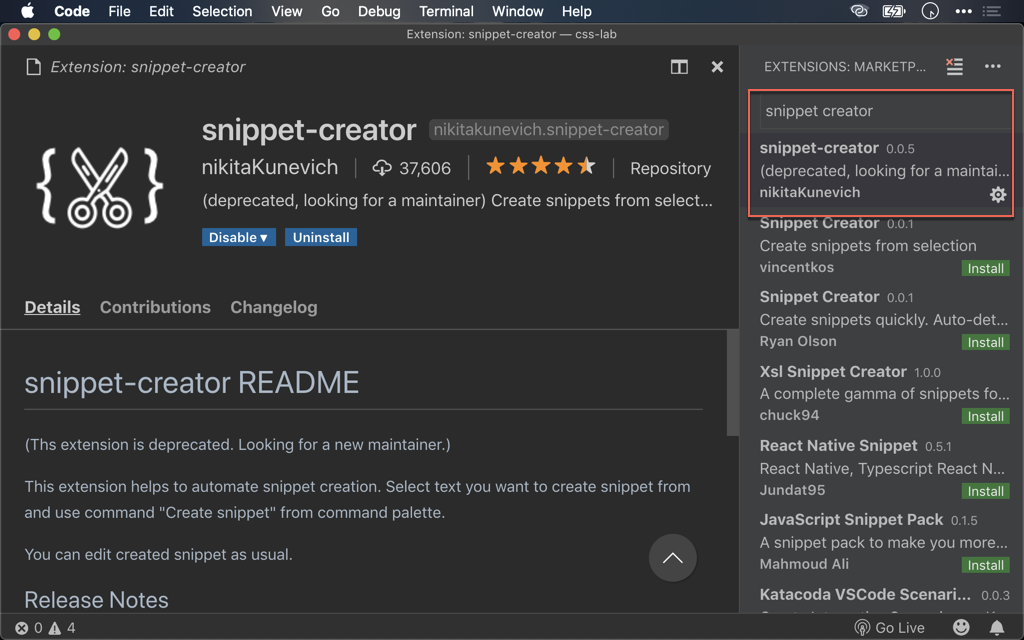 Code File Edit Selection View Go Debug Terminal Window Help
Extension: snippet-creator — css-lab
Extension: snippet-creator
snippet-creator nikitakunevich.snippet-creator
nikitaKunevich 37,606 Repository
(deprecated, looking for a maintainer) Create snippets from select...
Disable ▾ Uninstall
Details Contributions Changelog
snippet-creator README
(Ths extension is deprecated. Looking for a new maintainer.)
This extension helps to automate snippet creation. Select text you want to create snippet from
and use command "Create snippet" from command palette.
You can edit created snippet as usual.
Release Notes
EXTENSIONS: MARKETP...
snippet creator
snippet-creator 0.0.5
(deprecated, looking for a maintai...
nikitaKunevich
Snippet Creator 0.0.1
Create snippets from selection
vincentkos Install
Snippet Creator 0.0.1
Create snippets quickly. Auto-det...
Ryan Olson Install
Xsl Snippet Creator 1.0.0
A complete gamma of snippets fo...
chuck94 Install
React Native Snippet 0.5.1
React Native, Typescript React N...
Jundat95 Install
JavaScript Snippet Pack 0.1.5
A snippet pack to make you more...
Mahmoud Ali Install
Katacoda VSCode Scenari... 0.0.3
0 4 Go Live